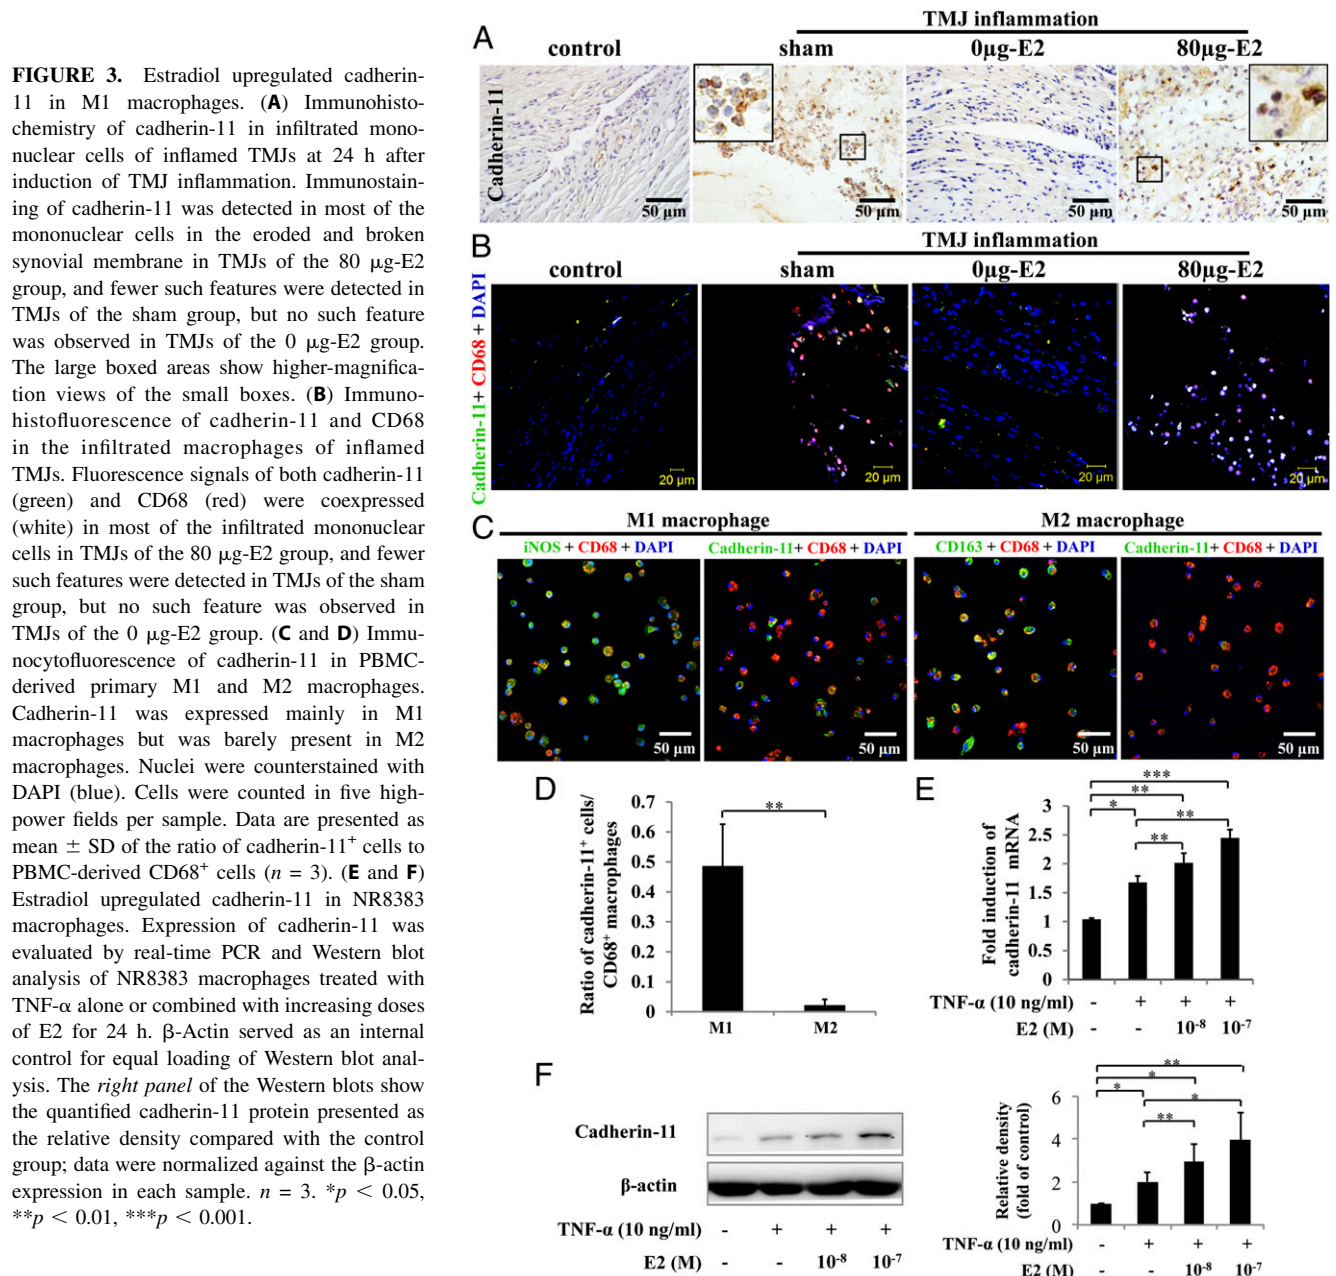 FIGURE 3. Estradiol upregulated cadherin-
11 in M1 macrophages. (A) Immunohisto-
chemistry of cadherin-11 in infiltrated mono-
nuclear cells of inflamed TMJs at 24 h after
induction of TMJ inflammation. Immunostain-
ing of cadherin-11 was detected in most of the
mononuclear cells in the eroded and broken
synovial membrane in TMJs of the 80 μg-E2
group, and fewer such features were detected in
TMJs of the sham group, but no such feature
was observed in TMJs of the 0 μg-E2 group.
The large boxed areas show higher-magnifica-
tion views of the small boxes. (B) Immuno-
histofluorescence of cadherin-11 and CD68
in the infiltrated macrophages of inflamed
TMJs. Fluorescence signals of both cadherin-11
(green) and CD68 (red) were coexpressed
(white) in most of the infiltrated mononuclear
cells in TMJs of the 80 μg-E2 group, and fewer
such features were detected in TMJs of the sham
group, but no such feature was observed in
TMJs of the 0 μg-E2 group. (C and D) Immu-
nocytofluorescence of cadherin-11 in PBMC-
derived primary M1 and M2 macrophages.
Cadherin-11 was expressed mainly in M1
macrophages but was barely present in M2
macrophages. Nuclei were counterstained with
DAPI (blue). Cells were counted in five high-
power fields per sample. Data are presented as
mean ± SD of the ratio of cadherin-11⁺ cells to
PBMC-derived CD68⁺ cells (n = 3). (E and F)
Estradiol upregulated cadherin-11 in NR8383
macrophages. Expression of cadherin-11 was
evaluated by real-time PCR and Western blot
analysis of NR8383 macrophages treated with
TNF-α alone or combined with increasing doses
of E2 for 24 h. β-Actin served as an internal
control for equal loading of Western blot anal-
ysis. The right panel of the Western blots show
the quantified cadherin-11 protein presented as
the relative density compared with the control
group; data were normalized against the β-actin
expression in each sample. n = 3. *p < 0.05,
**p < 0.01, ***p < 0.001.
A
TMJ inflammation
control sham 0μg-E2 80μg-E2
Cadherin-11
50 μm 50 μm 50 μm 50 μm
B
TMJ inflammation
control sham 0μg-E2 80μg-E2
Cadherin-11+ CD68 + DAPI
20 μm 20 μm 20 μm 20 μm
C
M1 macrophage M2 macrophage
iNOS + CD68 + DAPI Cadherin-11+ CD68 + DAPI CD163 + CD68 + DAPI Cadherin-11+ CD68 + DAPI
50 μm 50 μm 50 μm 50 μm
D
Ratio of cadherin-11⁺ cells/
CD68⁺ macrophages
0.7
0.6
0.5
0.4
0.3
0.2
0.1
0
**
M1 M2
E
Fold induction of
cadherin-11 mRNA
3
2.5
2
1.5
1
0.5
0
***
**
*
**
**
TNF-α (10 ng/ml) - + + +
E2 (M) - - 10⁻⁸ 10⁻⁷
F
Cadherin-11
β-actin
TNF-α (10 ng/ml) - + + +
E2 (M) - - 10⁻⁸ 10⁻⁷
Relative density
(fold of control)
6
4
2
0
**
*
*
*
**
TNF-α (10 ng/ml) - + + +
E2 (M) - - 10⁻⁸ 10⁻⁷